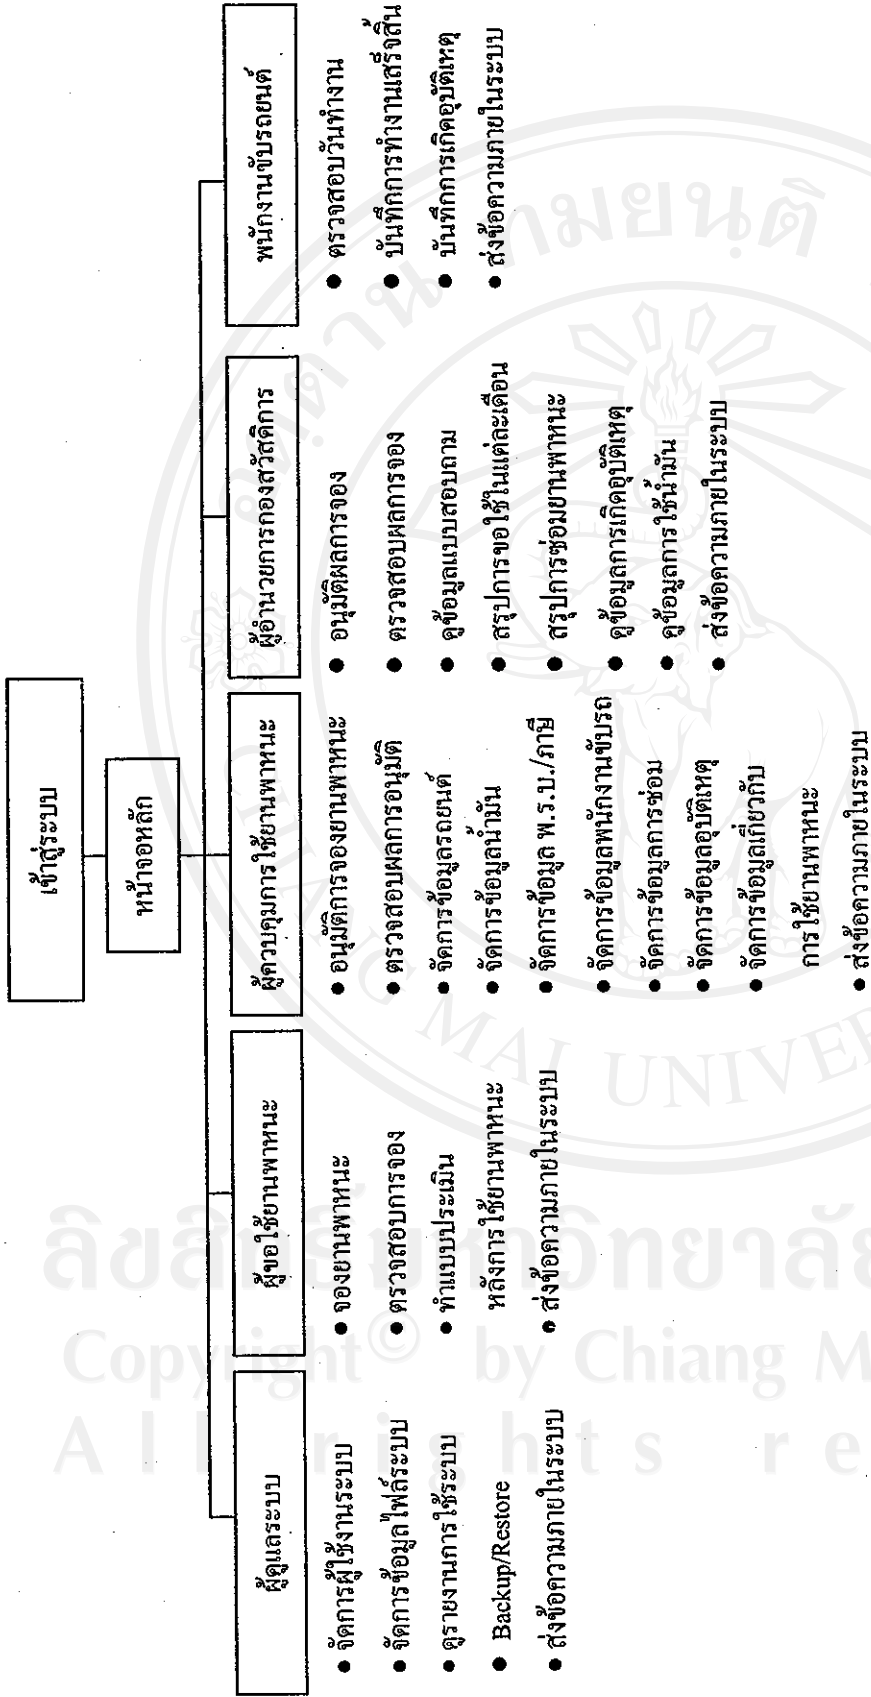 เข้าสู่ระบบ
หน้าจอหลัก
ผู้ดูแลระบบ
● จัดการผู้ใช้งานระบบ
● จัดการข้อมูลไฟล์ระบบ
● ดูรายงานการใช้ระบบ
● Backup/Restore
● ส่งข้อความภายในระบบ
ผู้ขอใช้ยานพาหนะ
● จองยานพาหนะ
● ตรวจสอบการจอง
● ทำแบบประเมิน
หลังการใช้ยานพาหนะ
● ส่งข้อความภายในระบบ
ผู้ควบคุมการใช้ยานพาหนะ
● อนุมัติการจองยานพาหนะ
● ตรวจสอบผลการอนุมัติ
● จัดการข้อมูลรถยนต์
● จัดการข้อมูลน้ำมัน
● จัดการข้อมูล พ.ร.บ./ภาษี
● จัดการข้อมูลพนักงานขับรถ
● จัดการข้อมูลการซ่อม
● จัดการข้อมูลอุบัติเหตุ
● จัดการข้อมูลเกี่ยวกับ
การใช้ยานพาหนะ
● ส่งข้อความภายในระบบ
ผู้อำนวยการกองสวัสดิการ
● อนุมัติผลการจอง
● ตรวจสอบผลการจอง
● ดูข้อมูลแบบสอบถาม
● สรุปการขอใช้ในแต่ละเดือน
● สรุปการซ่อมยานพาหนะ
● ดูข้อมูลการเกิดอุบัติเหตุ
● ดูข้อมูลการใช้น้ำมัน
● ส่งข้อความภายในระบบ
พนักงานขับรถยนต์
● ตรวจสอบวันทำงาน
● บันทึกการทำงานเสร็จสิ้น
● บันทึกการเกิดอุบัติเหตุ
● ส่งข้อความภายในระบบ
CHIANG MAI UNIVER
Copyright© by Chiang M
All rights re